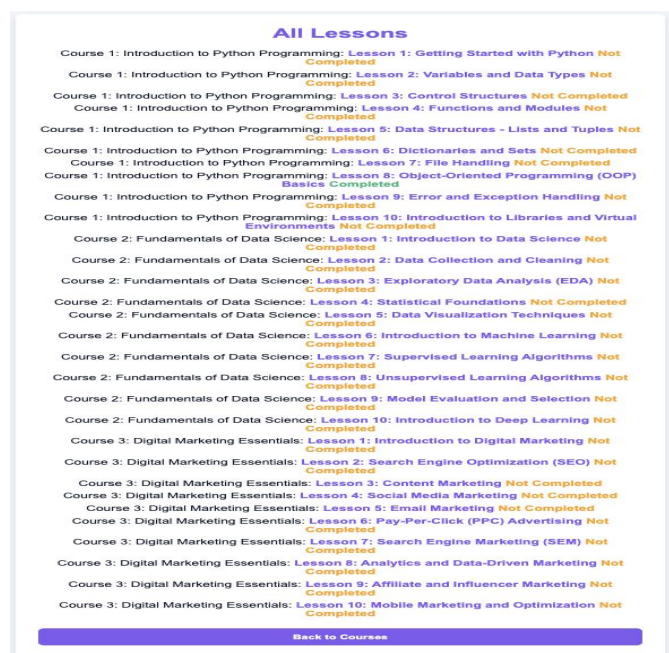 All Lessons
Course 1: Introduction to Python Programming: Lesson 1: Getting Started with Python Not
Completed
Course 1: Introduction to Python Programming: Lesson 2: Variables and Data Types Not
Completed
Course 1: Introduction to Python Programming: Lesson 3: Control Structures Not Completed
Course 1: Introduction to Python Programming: Lesson 4: Functions and Modules Not
Completed
Course 1: Introduction to Python Programming: Lesson 5: Data Structures - Lists and Tuples Not
Completed
Course 1: Introduction to Python Programming: Lesson 6: Dictionaries and Sets Not Completed
Course 1: Introduction to Python Programming: Lesson 7: File Handling Not Completed
Course 1: Introduction to Python Programming: Lesson 8: Object-Oriented Programming (OOP)
Basics Completed
Course 1: Introduction to Python Programming: Lesson 9: Error and Exception Handling Not
Completed
Course 1: Introduction to Python Programming: Lesson 10: Introduction to Libraries and Virtual
Environments Not Completed
Course 2: Fundamentals of Data Science: Lesson 1: Introduction to Data Science Not
Completed
Course 2: Fundamentals of Data Science: Lesson 2: Data Collection and Cleaning Not
Completed
Course 2: Fundamentals of Data Science: Lesson 3: Exploratory Data Analysis (EDA) Not
Completed
Course 2: Fundamentals of Data Science: Lesson 4: Statistical Foundations Not Completed
Course 2: Fundamentals of Data Science: Lesson 5: Data Visualization Techniques Not
Completed
Course 2: Fundamentals of Data Science: Lesson 6: Introduction to Machine Learning Not
Completed
Course 2: Fundamentals of Data Science: Lesson 7: Supervised Learning Algorithms Not
Completed
Course 2: Fundamentals of Data Science: Lesson 8: Unsupervised Learning Algorithms Not
Completed
Course 2: Fundamentals of Data Science: Lesson 9: Model Evaluation and Selection Not
Completed
Course 2: Fundamentals of Data Science: Lesson 10: Introduction to Deep Learning Not
Completed
Course 3: Digital Marketing Essentials: Lesson 1: Introduction to Digital Marketing Not
Completed
Course 3: Digital Marketing Essentials: Lesson 2: Search Engine Optimization (SEO) Not
Completed
Course 3: Digital Marketing Essentials: Lesson 3: Content Marketing Not Completed
Course 3: Digital Marketing Essentials: Lesson 4: Social Media Marketing Not Completed
Course 3: Digital Marketing Essentials: Lesson 5: Email Marketing Not Completed
Course 3: Digital Marketing Essentials: Lesson 6: Pay-Per-Click (PPC) Advertising Not
Completed
Course 3: Digital Marketing Essentials: Lesson 7: Search Engine Marketing (SEM) Not
Completed
Course 3: Digital Marketing Essentials: Lesson 8: Analytics and Data-Driven Marketing Not
Completed
Course 3: Digital Marketing Essentials: Lesson 9: Affiliate and Influencer Marketing Not
Completed
Course 3: Digital Marketing Essentials: Lesson 10: Mobile Marketing and Optimization Not
Completed
Back to Courses